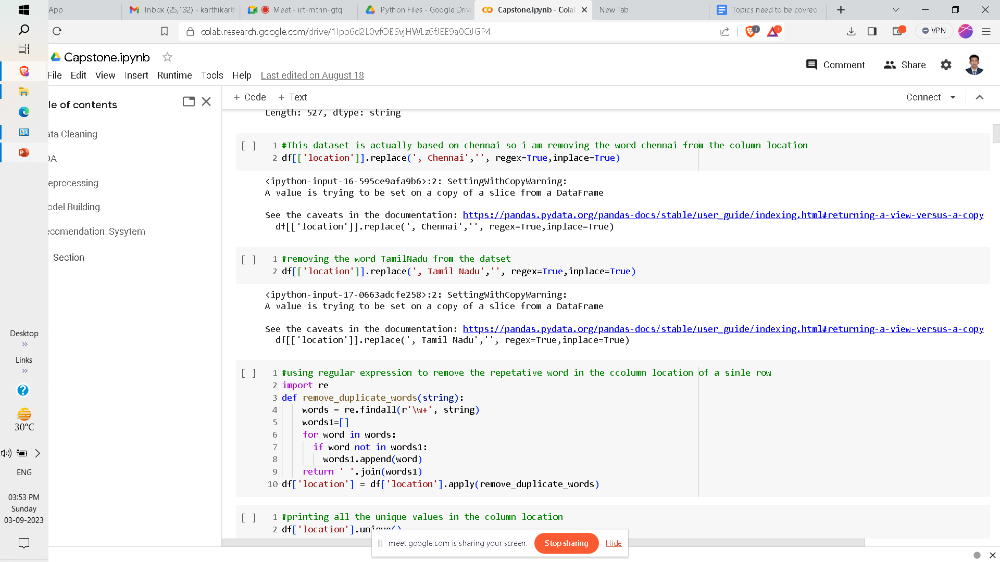 App
Inbox (25,132) - karthikarth
Meet - irt-mtnn-gtq
Python Files - Google Drive
Capstone.ipynb - Colab
New Tab
Topics need to be covred i
colab.research.google.com/drive/1Ipp6d2L0vfOBSvjHWLz6fJEE9a0OJGP4
2
1
VPN
Capstone.ipynb
Comment
Share
File Edit View Insert Runtime Tools Help Last edited on August 18
le of contents
+ Code + Text
Connect
ata Cleaning
DA
eprocessing
odel Building
ecomendation_Sysytem
Section
Length: 527, dtype: string
[ ] 1 #This dataset is actually based on chennai so i am removing the word chennai from the column location
2 df[['location']].replace(', Chennai','', regex=True,inplace=True)
<ipython-input-16-595ce9afa9b6>:2: SettingWithCopyWarning:
A value is trying to be set on a copy of a slice from a DataFrame
See the caveats in the documentation: https://pandas.pydata.org/pandas-docs/stable/user_guide/indexing.html#returning-a-view-versus-a-copy
df[['location']].replace(', Chennai','', regex=True,inplace=True)
[ ] 1 #removing the word TamilNadu from the datset
2 df[['location']].replace(', Tamil Nadu','', regex=True,inplace=True)
<ipython-input-17-0663adcfe258>:2: SettingWithCopyWarning:
A value is trying to be set on a copy of a slice from a DataFrame
See the caveats in the documentation: https://pandas.pydata.org/pandas-docs/stable/user_guide/indexing.html#returning-a-view-versus-a-copy
df[['location']].replace(', Tamil Nadu','', regex=True,inplace=True)
[ ] 1 #using regular expression to remove the repetative word in the ccolumn location of a sinle row
2 import re
3 def remove_duplicate_words(string):
4 words = re.findall(r'\w+', string)
5 words1=[]
6 for word in words:
7 if word not in words1:
8 words1.append(word)
9 return ' '.join(words1)
10 df['location'] = df['location'].apply(remove_duplicate_words)
[ ] 1 #printing all the unique values in the column location
2 df['location'].unique()
meet.google.com is sharing your screen. Stop sharing Hide
Desktop
Links
30°C
ENG
03:53 PM
Sunday
03-09-2023